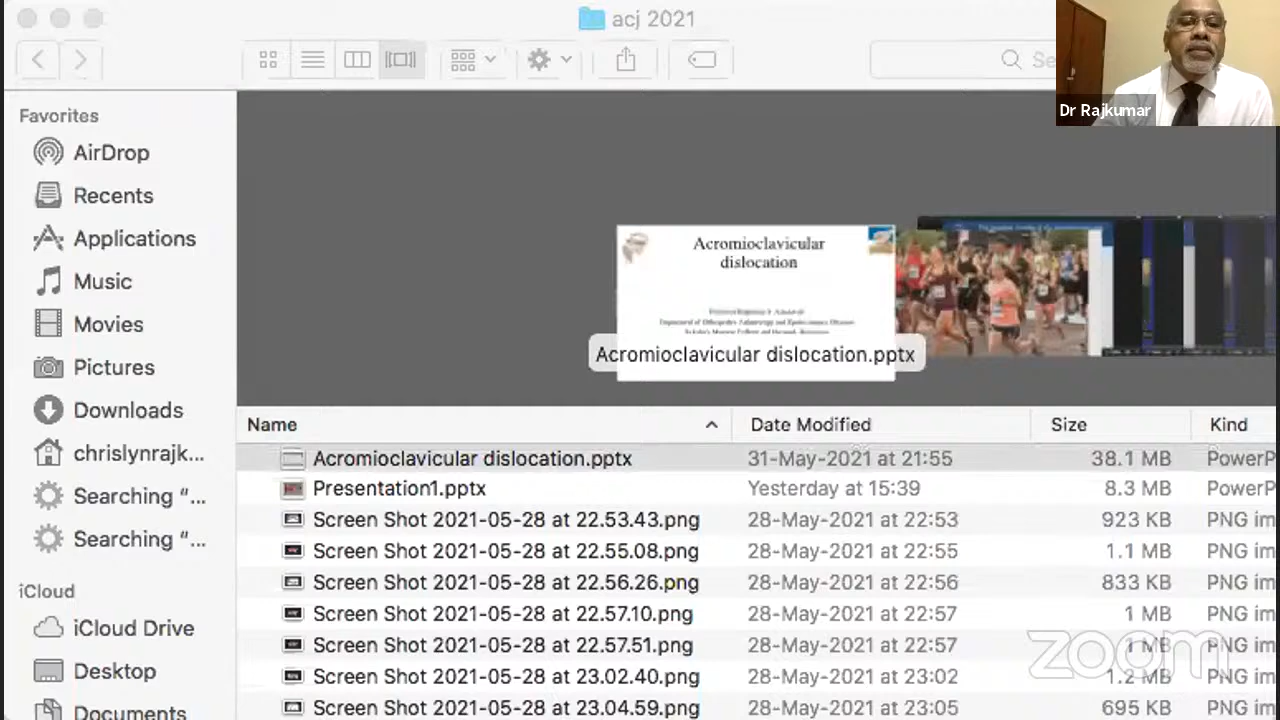 acj 2021
Se
Dr Rajkumar
Favorites
AirDrop
Recents
Applications
Music
Movies
Pictures
Downloads
chrislynrajk...
Searching “...
Searching “...
iCloud
iCloud Drive
Desktop
Documents
Acromioclavicular
dislocation
Acromioclavicular dislocation.pptx
Name Date Modified Size Kind
Acromioclavicular dislocation.pptx 31-May-2021 at 21:55 38.1 MB PowerP
Presentation1.pptx Yesterday at 15:39 8.3 MB PowerP
Screen Shot 2021-05-28 at 22.53.43.png 28-May-2021 at 22:53 923 KB PNG im
Screen Shot 2021-05-28 at 22.55.08.png 28-May-2021 at 22:55 1.1 MB PNG im
Screen Shot 2021-05-28 at 22.56.26.png 28-May-2021 at 22:56 833 KB PNG im
Screen Shot 2021-05-28 at 22.57.10.png 28-May-2021 at 22:57 1 MB PNG im
Screen Shot 2021-05-28 at 22.57.51.png 28-May-2021 at 22:57 1 MB PNG im
Screen Shot 2021-05-28 at 23.02.40.png 28-May-2021 at 23:02 1.2 MB PNG im
Screen Shot 2021-05-28 at 23.04.59.png 28-May-2021 at 23:05 695 KB PNG im
zoom